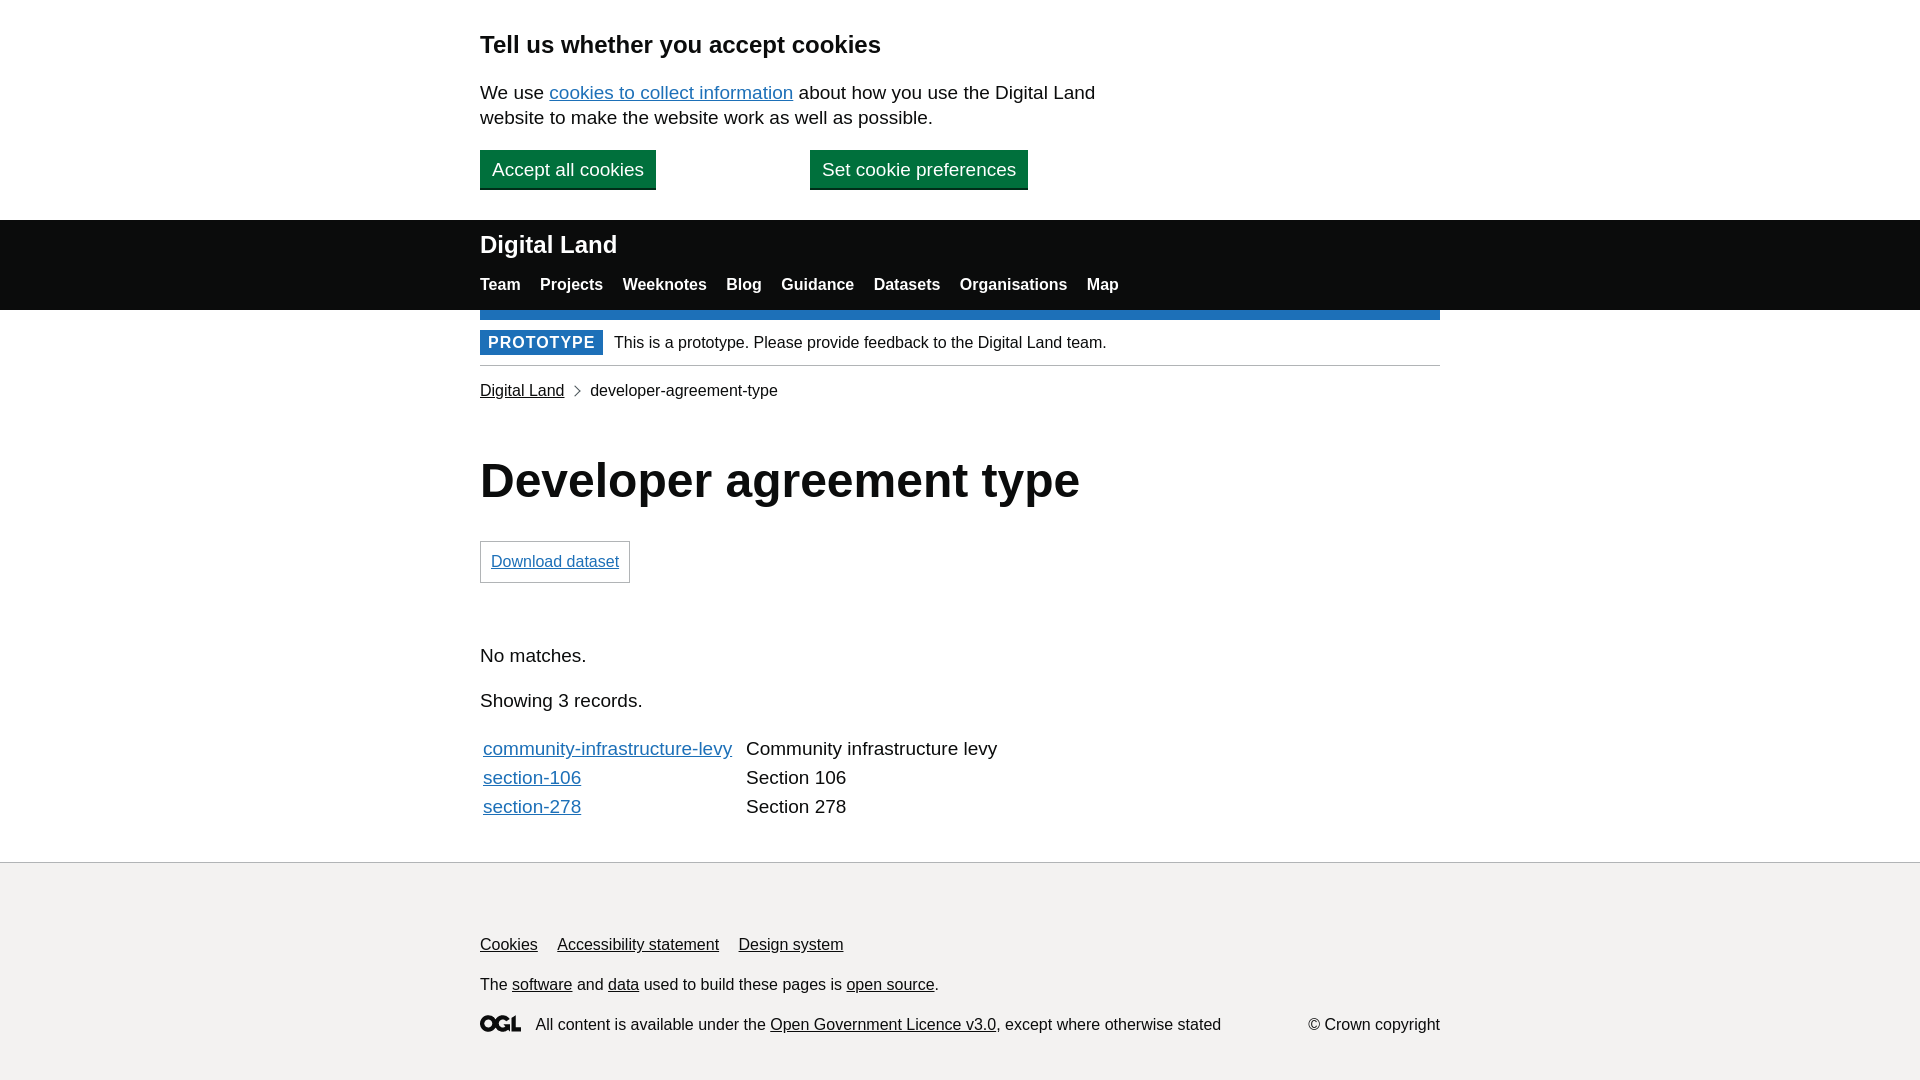 Tell us whether you accept cookies
We use cookies to collect information about how you use the Digital Land
website to make the website work as well as possible.
Accept all cookies
Set cookie preferences
Digital Land
Team Projects Weeknotes Blog Guidance Datasets Organisations Map
PROTOTYPE This is a prototype. Please provide feedback to the Digital Land team.
Digital Land developer-agreement-type
Developer agreement type
Download dataset
No matches.
Showing 3 records.
community-infrastructure-levy Community infrastructure levy
section-106 Section 106
section-278 Section 278
Cookies Accessibility statement Design system
The software and data used to build these pages is open source.
OGL All content is available under the Open Government Licence v3.0, except where otherwise stated © Crown copyright